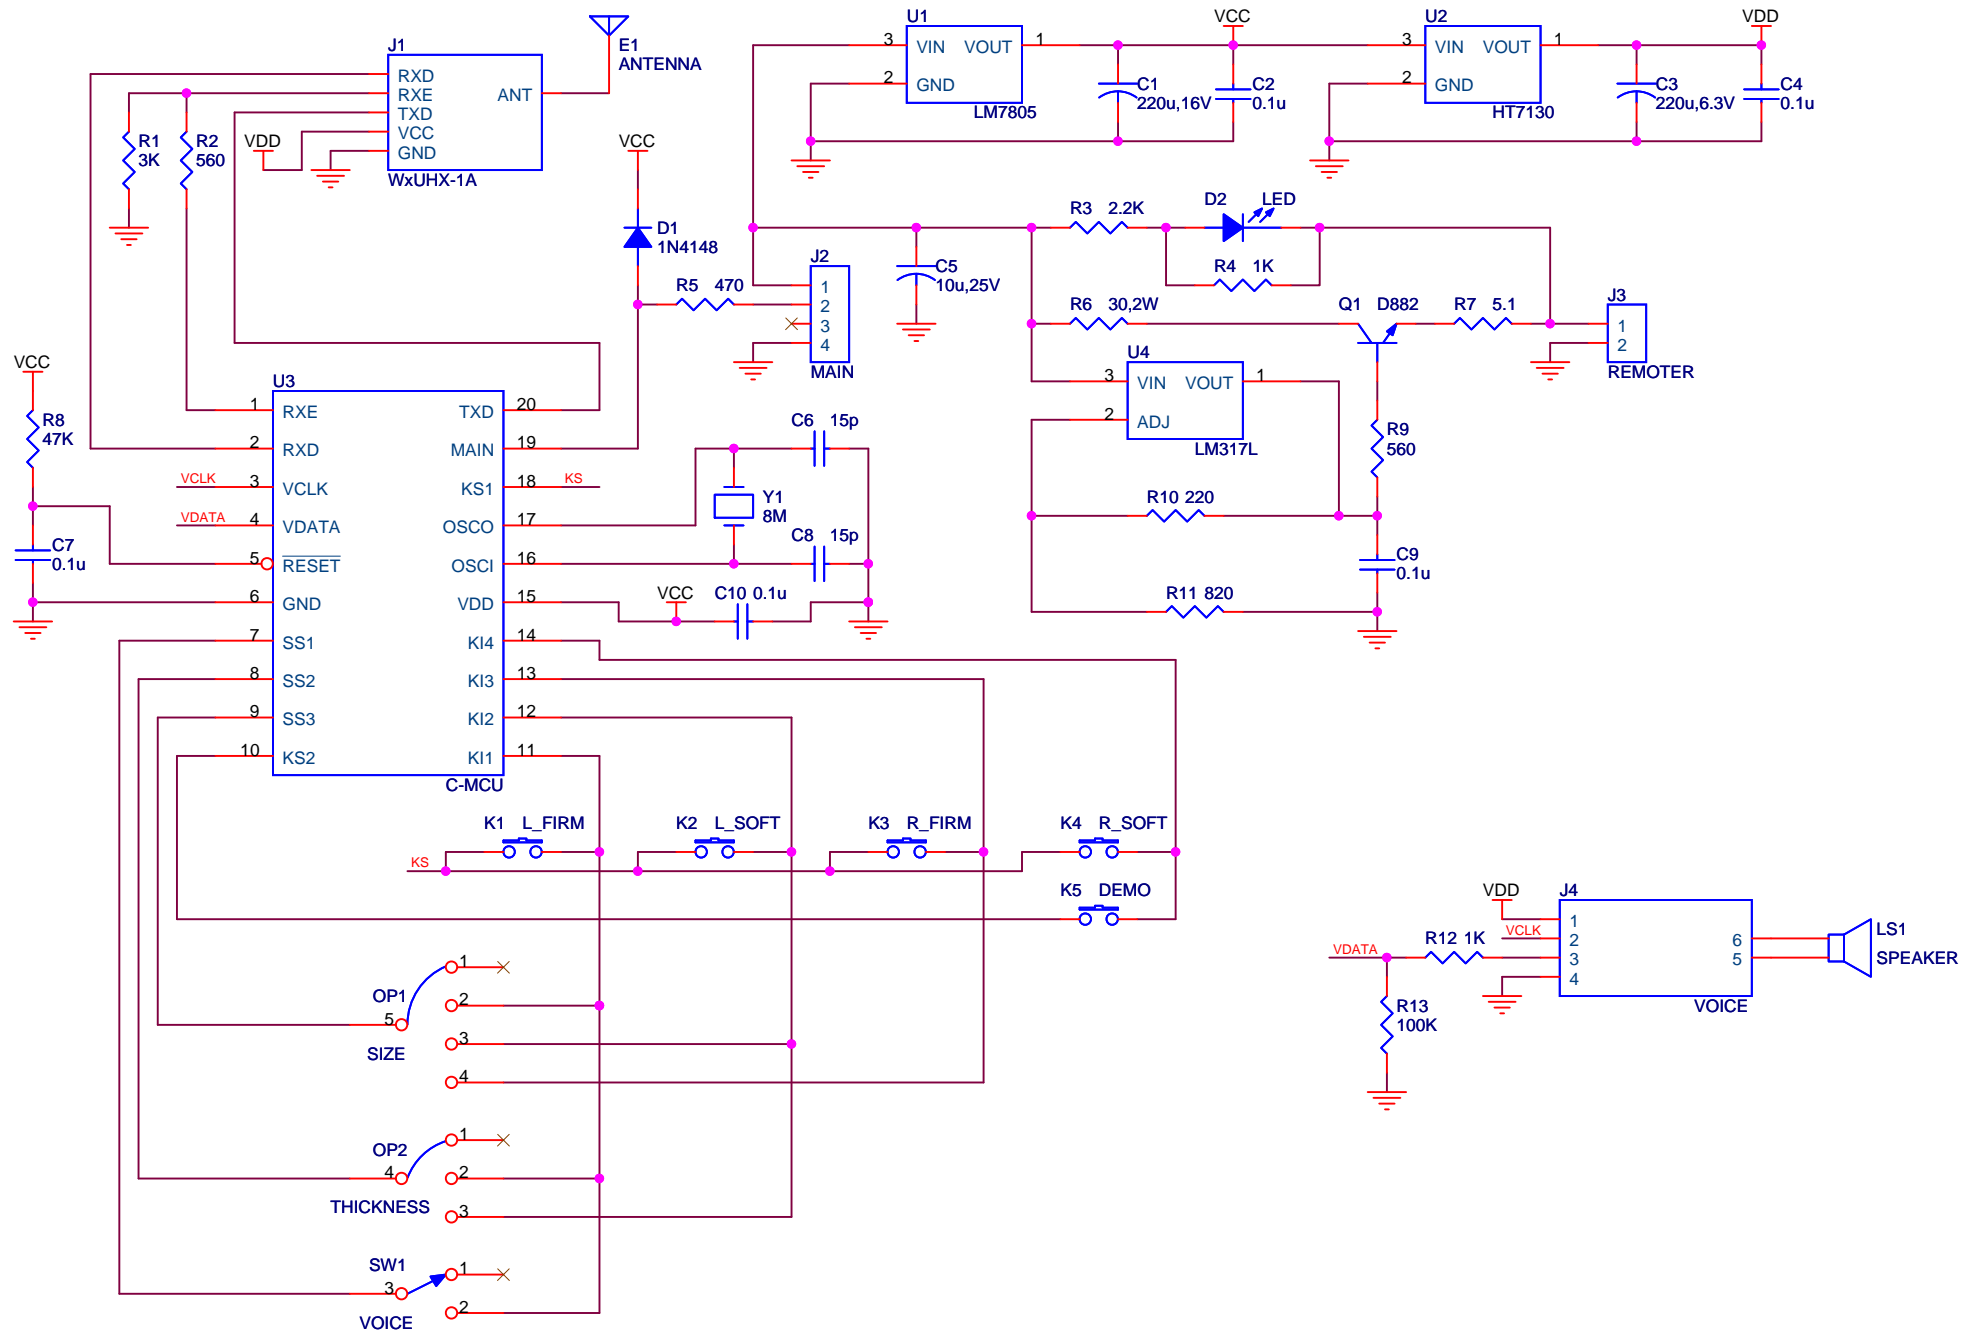 J1
RXD
RXE
TXD
VCC
GND
ANT
WxUHX-1A
E1
ANTENNA
R1
3K
R2
560
VDD
VCC
D1
1N4148
R5 470
J2
1
2
3
4
MAIN
U1
3 VIN VOUT 1
2 GND
LM7805
VCC
C1
220u,16V
C2
0.1u
U2
3 VIN VOUT 1
2 GND
HT7130
VDD
C3
220u,6.3V
C4
0.1u
C5
10u,25V
R3 2.2K
D2 LED
R4 1K
R6 30,2W
Q1 D882
R7 5.1
J3
1
2
REMOTER
U4
3 VIN VOUT 1
2 ADJ
LM317L
R9
560
R10 220
C9
0.1u
R11 820
VCC
R8
47K
C7
0.1u
U3
1 RXE TXD 20
2 RXD MAIN 19
VCLK 3 VCLK KS1 18 KS
VDATA 4 VDATA OSCO 17
5 RESET OSCI 16
6 GND VDD 15
7 SS1 KI4 14
8 SS2 KI3 13
9 SS3 KI2 12
10 KS2 KI1 11
C-MCU
C6 15p
Y1
8M
C8 15p
VCC
C10 0.1u
K1 L_FIRM
K2 L_SOFT
K3 R_FIRM
K4 R_SOFT
KS
K5 DEMO
OP1
1
2
5
3
4
SIZE
OP2
1
4
2
3
THICKNESS
SW1
1
3
2
VOICE
VDD
J4
1
VCLK
2
3
4
6
5
VOICE
LS1
SPEAKER
VDATA
R12 1K
R13
100K